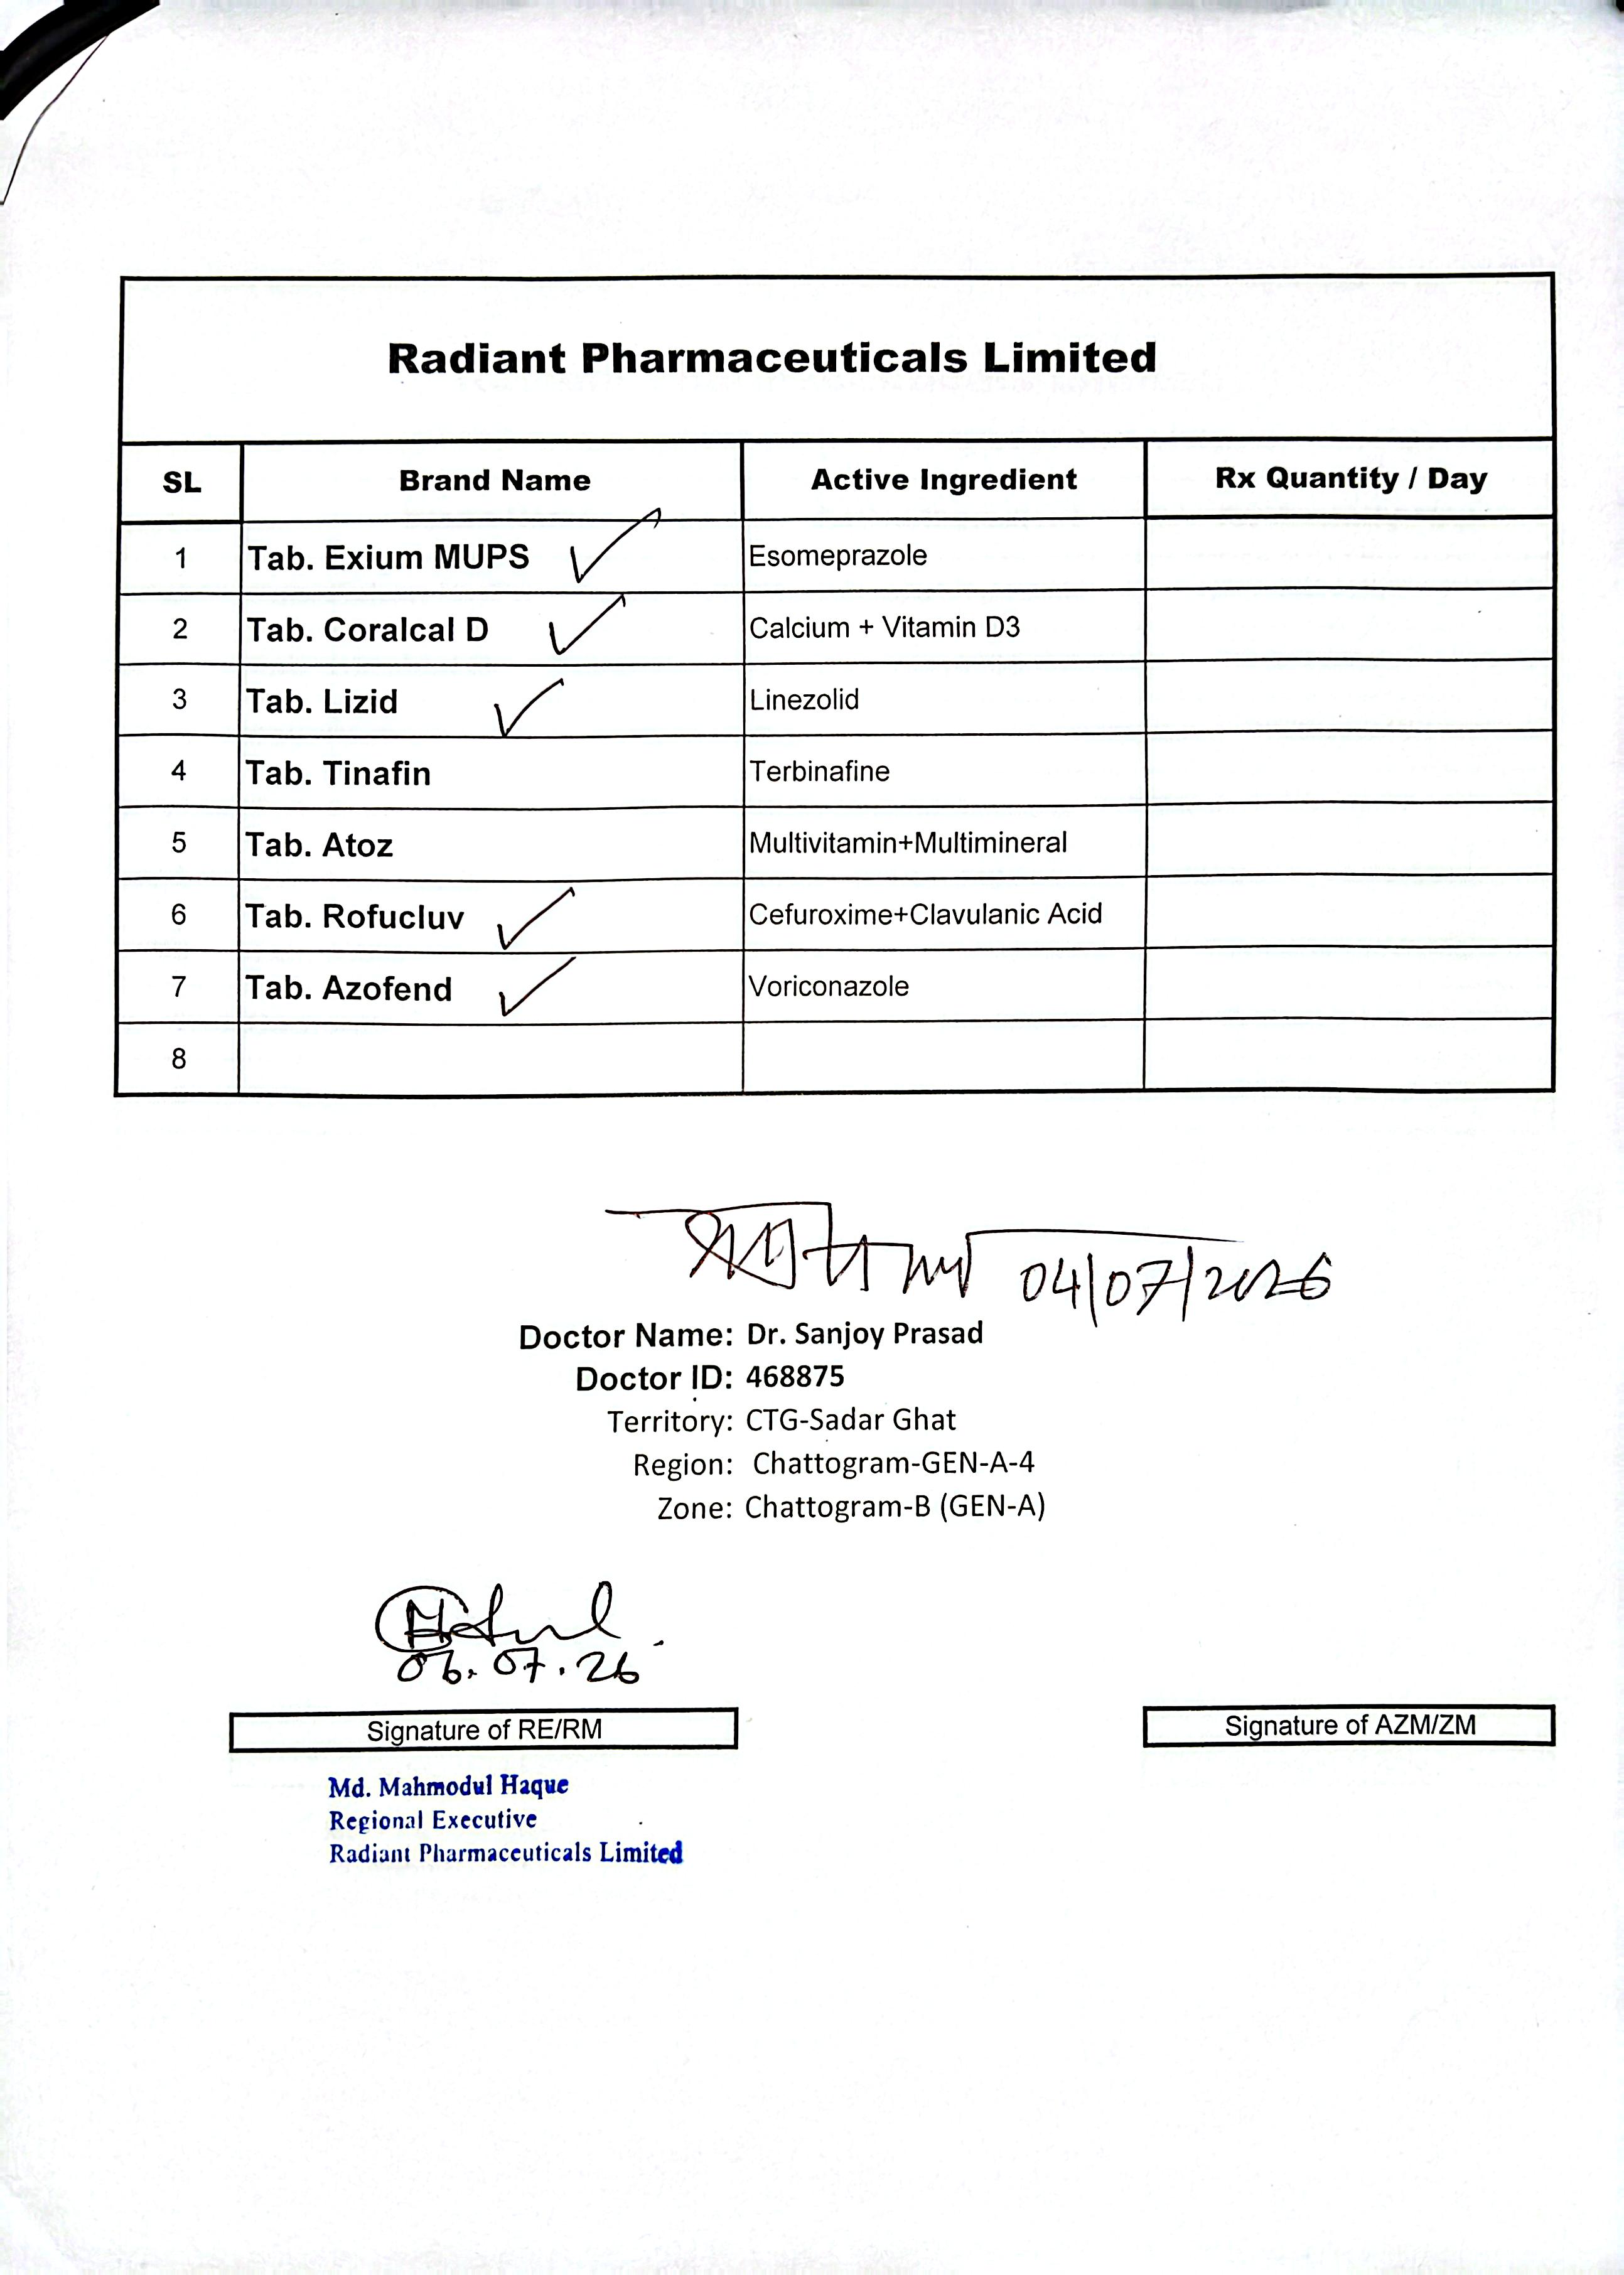 Radiant Pharmaceuticals Limited
SL Brand Name Active Ingredient Rx Quantity / Day
1 Tab. Exium MUPS ✓ Esomeprazole
2 Tab. Coralcal D ✓ Calcium + Vitamin D3
3 Tab. Lizid ✓ Linezolid
4 Tab. Tinafin Terbinafine
5 Tab. Atoz Multivitamin+Multimineral
6 Tab. Rofucluv ✓ Cefuroxime+Clavulanic Acid
7 Tab. Azofend ✓ Voriconazole
8
04/07/2026
Doctor Name: Dr. Sanjoy Prasad
Doctor ID: 468875
Territory: CTG-Sadar Ghat
Region: Chattogram-GEN-A-4
Zone: Chattogram-B (GEN-A)
06.07.26
Signature of RE/RM Signature of AZM/ZM
Md. Mahmodul Haque
Regional Executive
Radiant Pharmaceuticals Limited